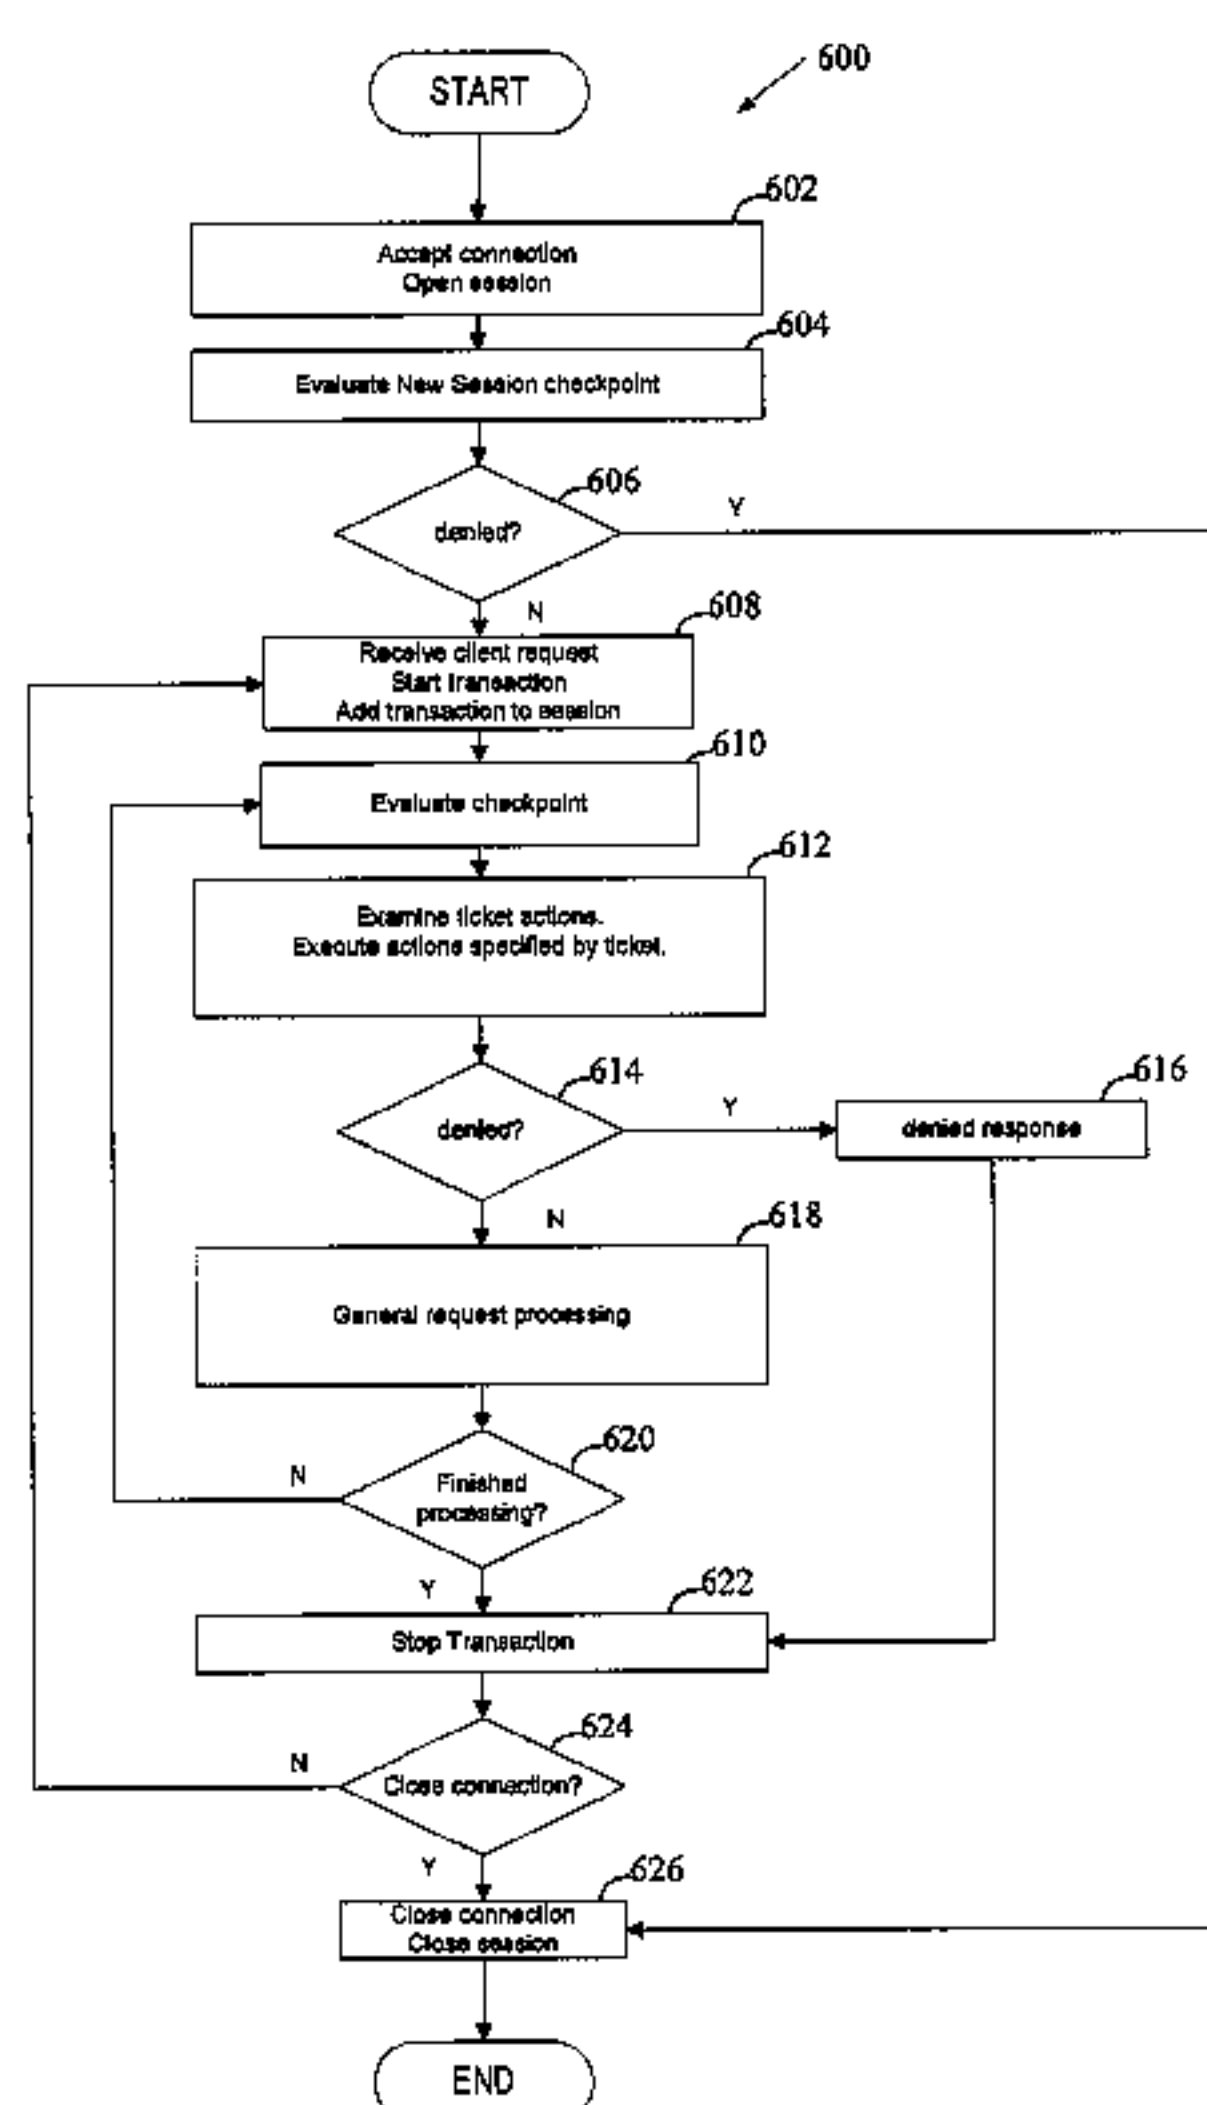 START
600
602
Accept connection
Open session
604
Evaluate New Session checkpoint
606
denied?
Y
N
608
Receive client request
Start transaction
Add transaction to session
610
Evaluate checkpoint
612
Examine ticket actions.
Execute actions specified by ticket.
614
denied?
Y
616
denied response
N
618
General request processing
620
Finished
processing?
N
Y
622
Stop Transaction
624
Close connection?
N
Y
626
Close connection
Close session
END